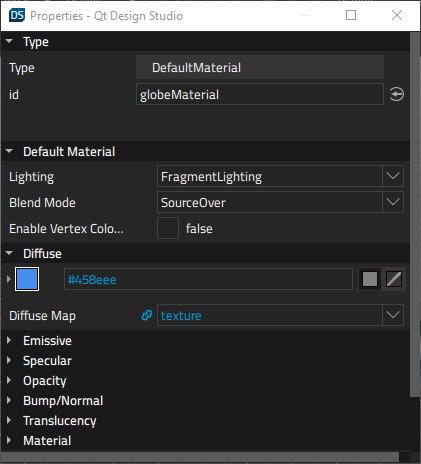 DS Properties - Qt Design Studio
Type
Type DefaultMaterial
id globeMaterial
Default Material
Lighting FragmentLighting
Blend Mode SourceOver
Enable Vertex Colo... false
Diffuse
#458eee
Diffuse Map texture
Emissive
Specular
Opacity
Bump/Normal
Translucency
Material